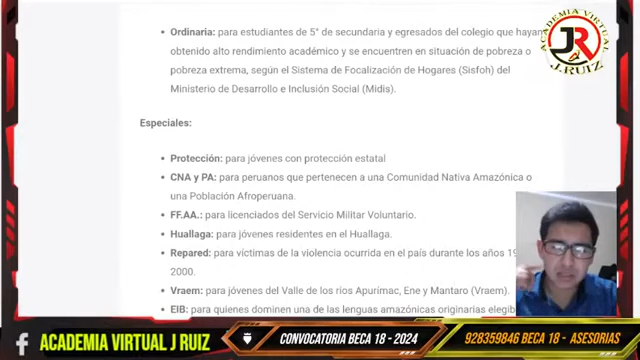 Ordinaria: para estudiantes de 5° de secundaria y egresados del colegio que hayan
obtenido alto rendimiento académico y se encuentren en situación de pobreza o
pobreza extrema, según el Sistema de Focalización de Hogares (Sisfoh) del
Ministerio de Desarrollo e Inclusión Social (Midis).
ACADEMIA VIRTUAL
JR
J.RUIZ
Especiales:
Protección: para jóvenes con protección estatal
CNA y PA: para peruanos que pertenecen a una Comunidad Nativa Amazónica o
una Población Afroperuana.
FF.AA.: para licenciados del Servicio Militar Voluntario.
Huallaga: para jóvenes residentes en el Huallaga.
Repared: para víctimas de la violencia ocurrida en el país durante los años
2000.
Vraem: para jóvenes del Valle de los ríos Apurímac, Ene y Mantaro (Vraem).
EIB: para quienes dominen una de las lenguas amazónicas originarias
f ACADEMIA VIRTUAL J RUIZ
CONVOCATORIA BECA 18 - 2024
928359846 BECA 18 - ASESORIAS